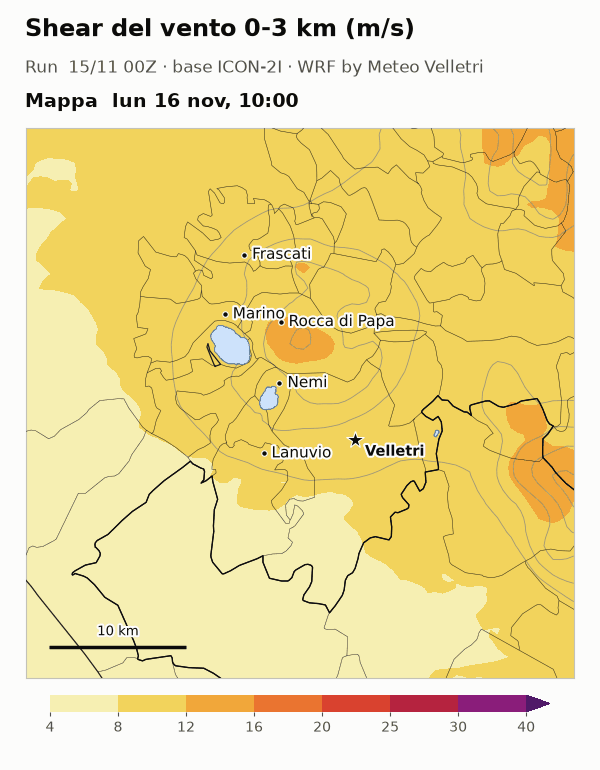 Shear del vento 0-3 km (m/s)
Run  15/11 00Z · base ICON-2I · WRF by Meteo Velletri
Mappa  lun 16 nov, 10:00
Frascati
Marino
Rocca di Papa
Nemi
Velletri
Lanuvio
10 km
4 8 12 16 20 25 30 40